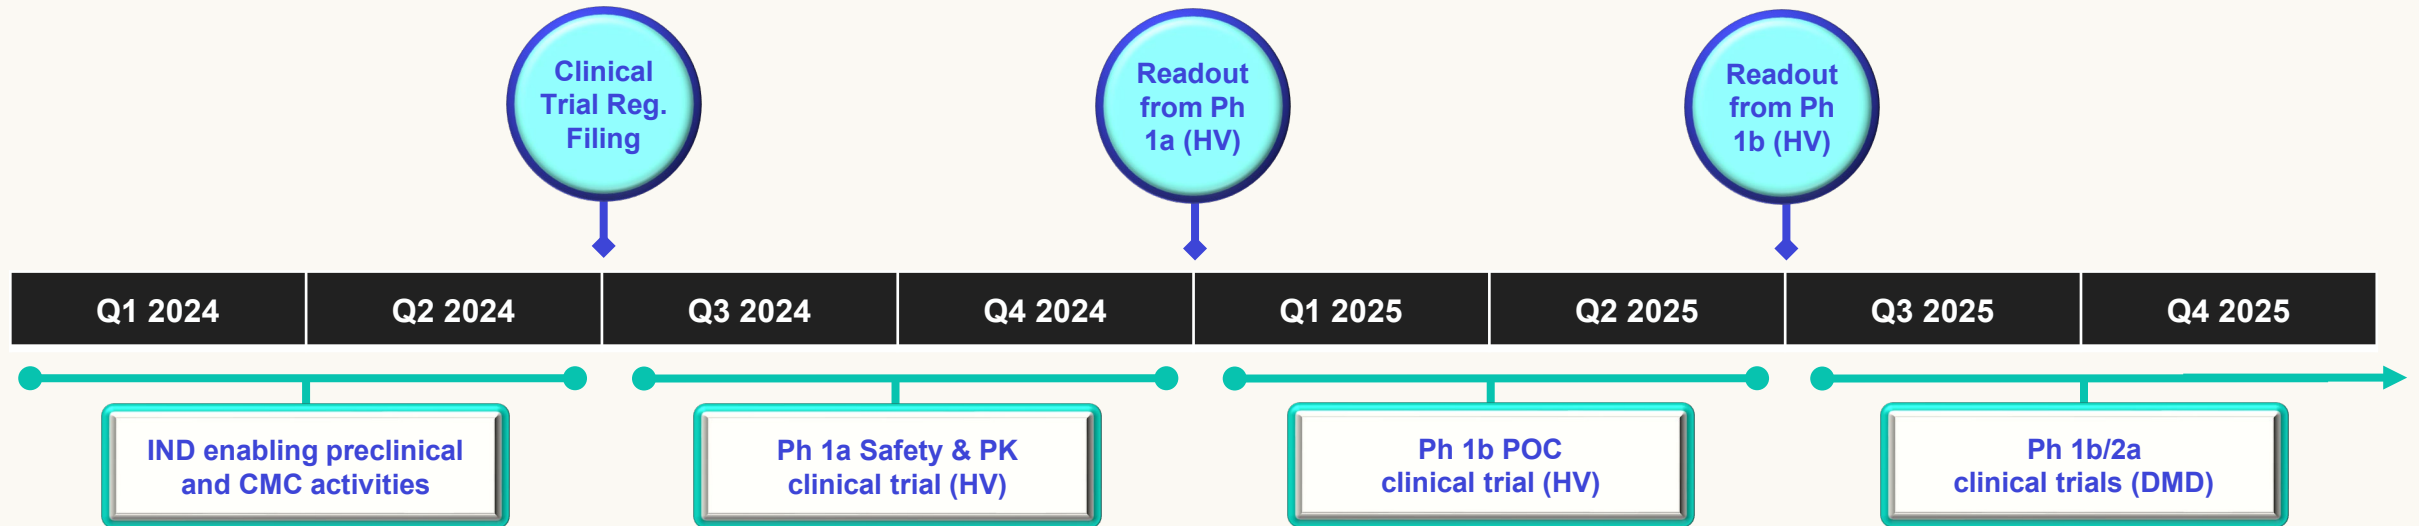 Clinical
Trial Reg.
Filing
Readout
from Ph
1a (HV)
Readout
from Ph
1b (HV)
Q1 2024
Q2 2024
Q3 2024
Q4 2024
Q1 2025
Q2 2025
Q3 2025
Q4 2025
IND enabling preclinical
and CMC activities
Ph 1a Safety & PK
clinical trial (HV)
Ph 1b POC
clinical trial (HV)
Ph 1b/2a
clinical trials (DMD)